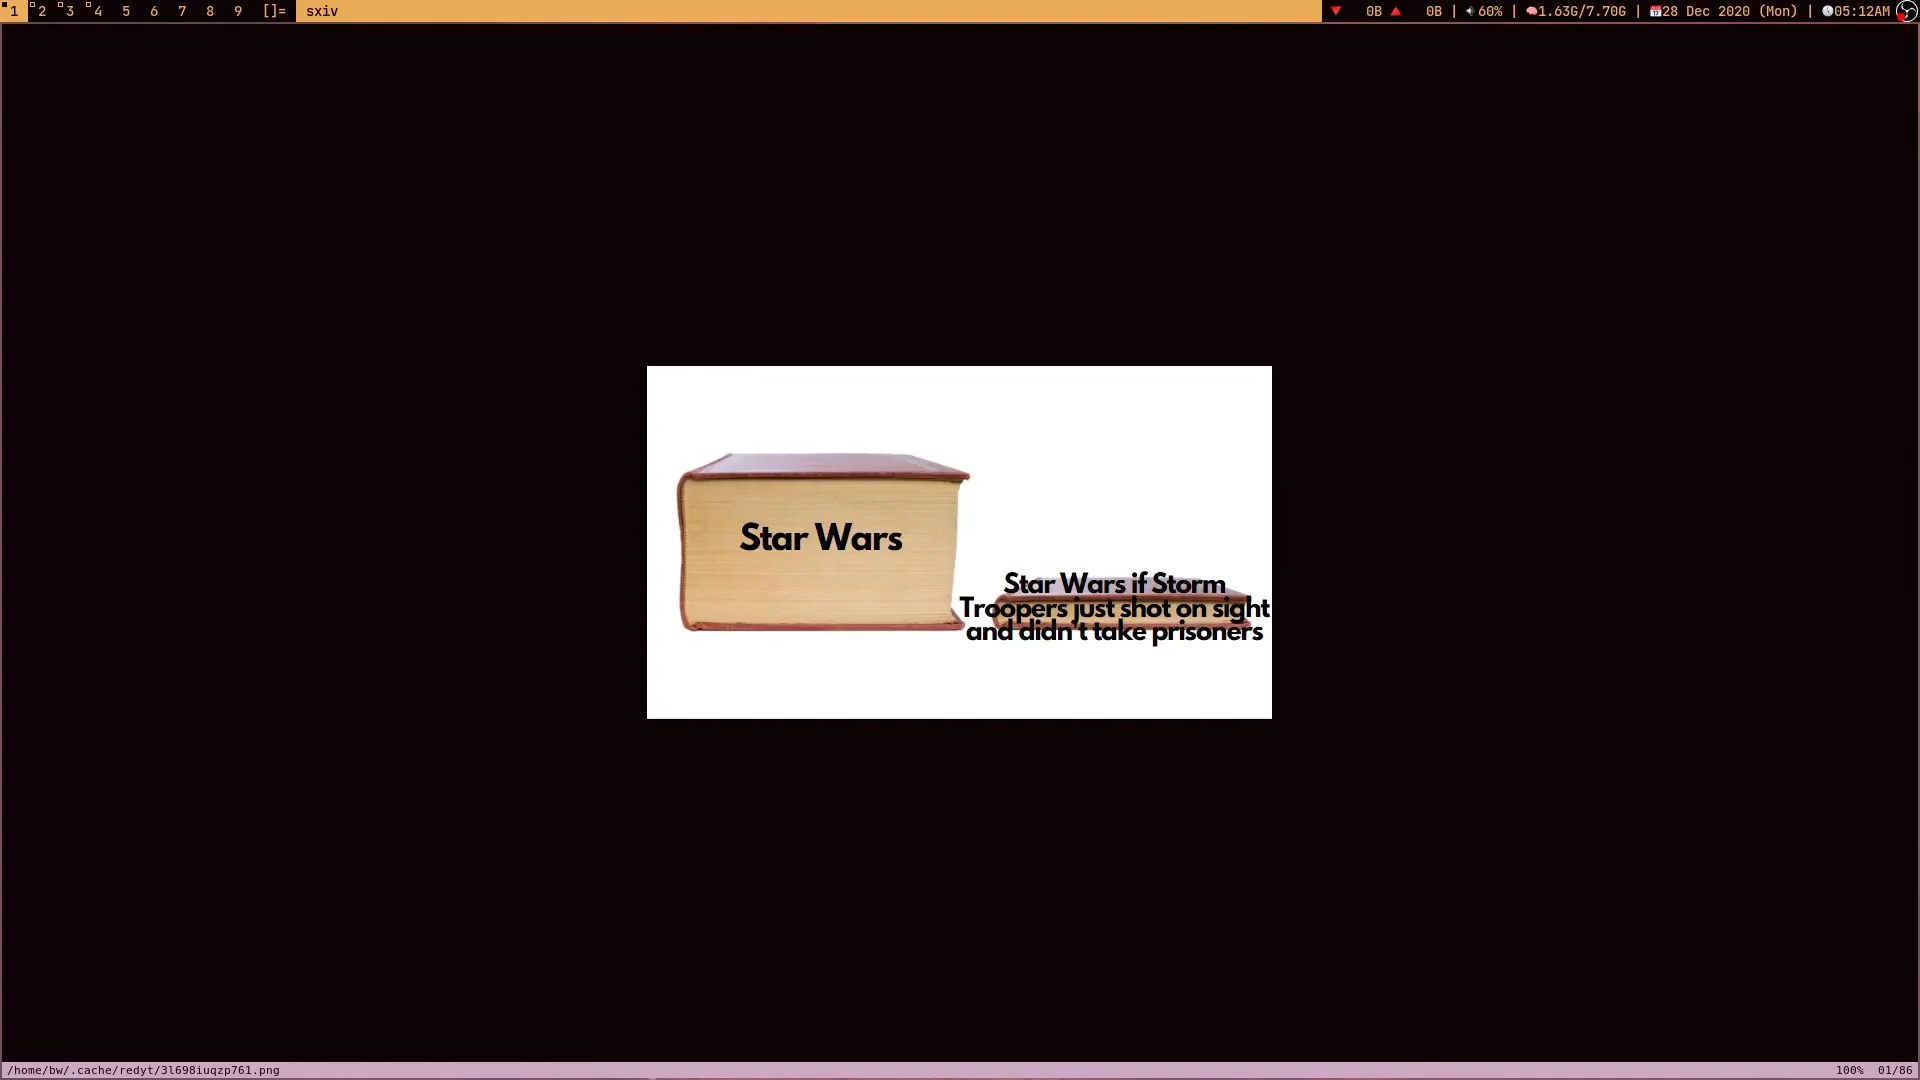 1 2 3 4 5 6 7 8 9 []= sxiv 0B 0B | 60% | 1.63G/7.70G | 28 Dec 2020 (Mon) | 05:12AM
Star Wars
Star Wars if Storm
Troopers just shot on sight
and didn't take prisoners
/home/bw/.cache/redyt/3l698iuqzp761.png 100% 01/86